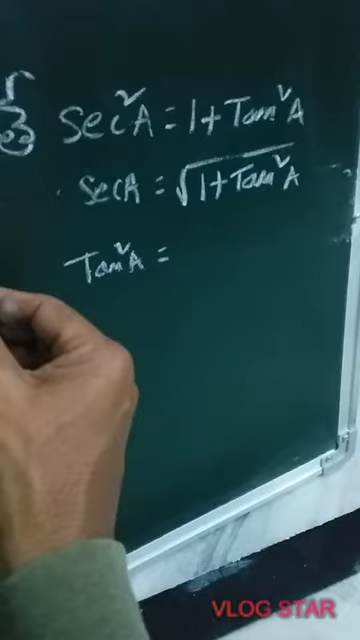 Sec²A = 1 + Tan²A
SecA = √1 + Tan²A
Tan²A =
VLOG STAR